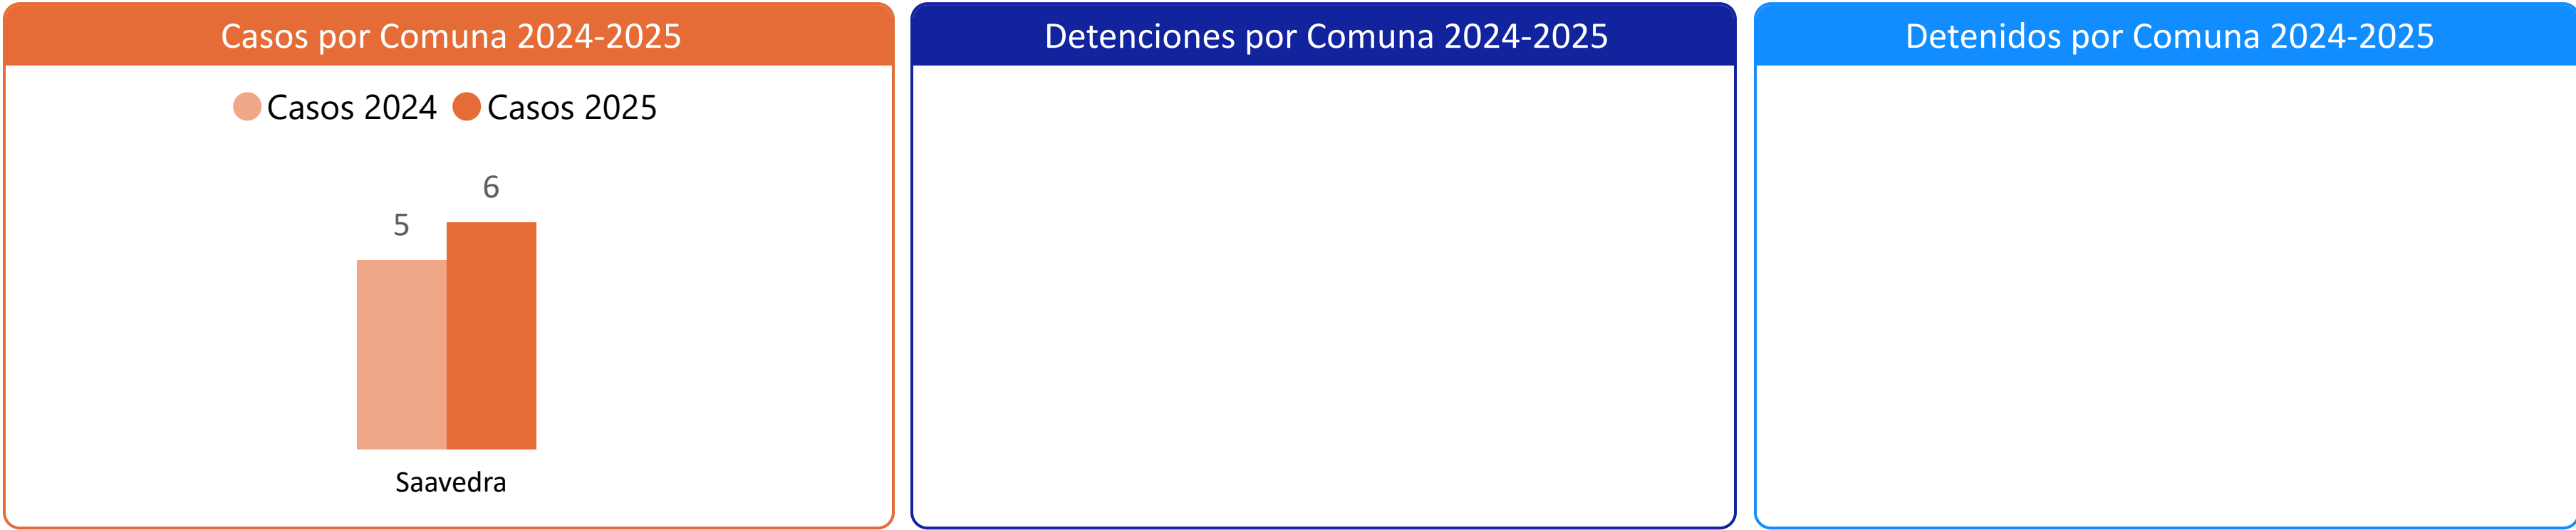 Casos por Comuna 2024-2025
Casos 2024 Casos 2025
5
6
Saavedra
Detenciones por Comuna 2024-2025
Detenidos por Comuna 2024-2025